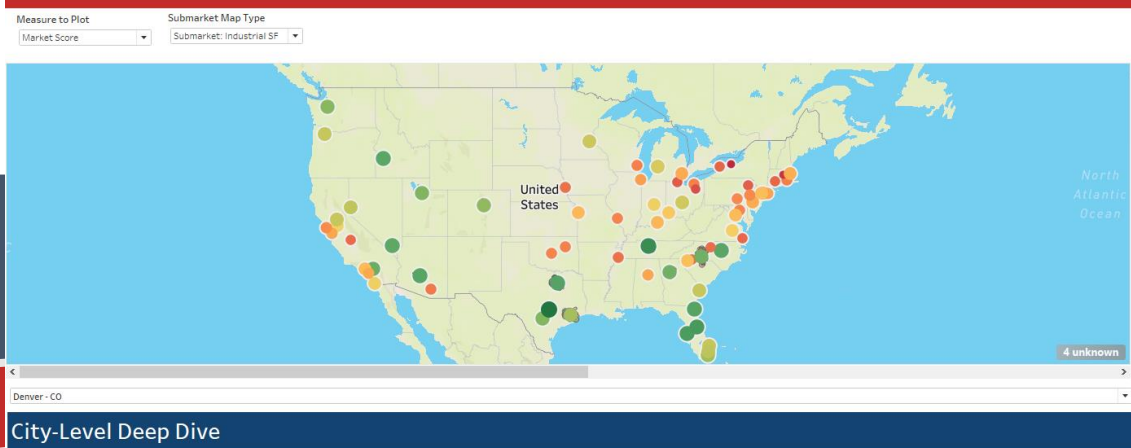 Measure to Plot
Submarket Map Type
Market Score
Submarket: Industrial SF
United
States
North
Atlantic
Ocean
4 unknown
Denver - CO
City-Level Deep Dive